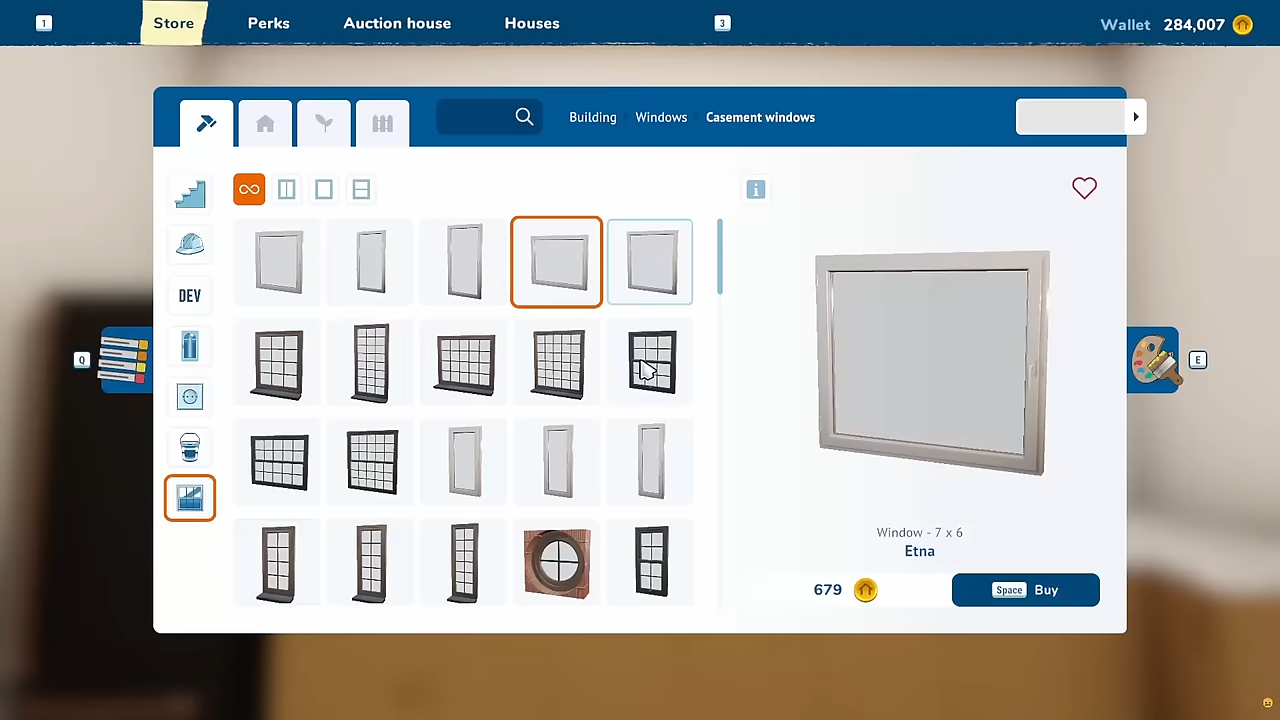 1 Store Perks Auction house Houses 3 Wallet 284,007
Building Windows Casement windows
DEV
Q
E
Window - 7 x 6
Etna
679 Space Buy